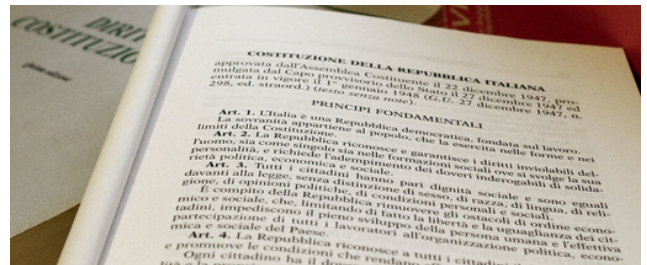 DIRIT
COSTITUZIO
COSTITUZIONE DELLA REPUBBLICA ITALIANA
approvata dall'Assemblea Costituente il 22 dicembre 1947, pro-
mulgata dal Capo provvisorio dello Stato il 27 dicembre 1947 ed
entrata in vigore il 1° gennaio 1948 (G.U. 27 dicembre 1947, n.
298, ed. straord.) (testo senza note).
PRINCIPI FONDAMENTALI
Art. 1. L'Italia è una Repubblica democratica, fondata sul lavoro.
La sovranità appartiene al popolo, che la esercita nelle forme e nei
limiti della Costituzione.
Art. 2. La Repubblica riconosce e garantisce i diritti inviolabili del-
l'uomo, sia come singolo sia nelle formazioni sociali ove si svolge la sua
personalità, e richiede l'adempimento dei doveri inderogabili di solida-
rietà politica, economica e sociale.
Art. 3. Tutti i cittadini hanno pari dignità sociale e sono eguali
davanti alla legge, senza distinzione di sesso, di razza, di lingua, di reli-
gione, di opinioni politiche, di condizioni personali e sociali.
È compito della Repubblica rimuovere gli ostacoli di ordine econo-
mico e sociale, che, limitando di fatto la libertà e la uguaglianza dei cit-
tadini, impediscono il pieno sviluppo della persona umana e l'effettiva
partecipazione di tutti i lavoratori all'organizzazione politica, econo-
mica e sociale del Paese.
Art. 4. La Repubblica riconosce a tutti i cittadini
e promuove le condizioni che rendano
Ogni cittadino ha il dovere